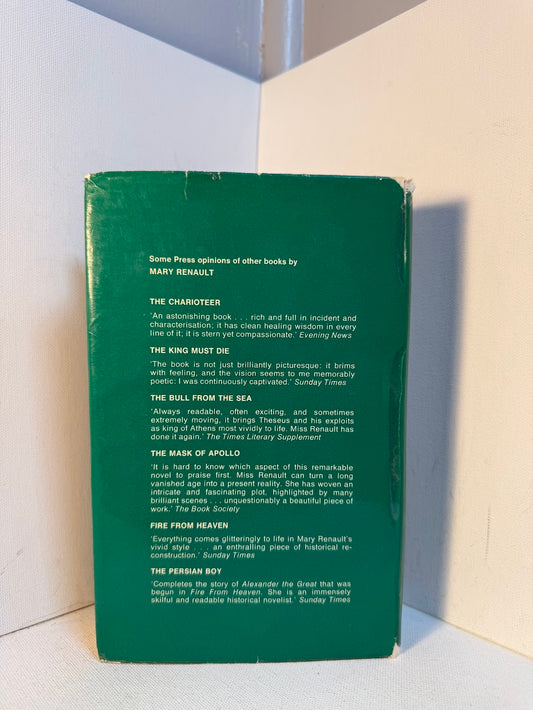 Some Press opinions of other books by
MARY RENAULT
THE CHARIOTEER
'An astonishing book . . . rich and full in incident and
characterisation; it has clean healing wisdom in every
line of it; it is stern yet compassionate.' Evening News
THE KING MUST DIE
'The book is not just brilliantly picturesque: it brims
with feeling, and the vision seems to me memorably
poetic: I was continuously captivated.' Sunday Times
THE BULL FROM THE SEA
'Always readable, often exciting, and sometimes
extremely moving, it brings Theseus and his exploits
as king of Athens most vividly to life. Miss Renault has
done it again.' The Times Literary Supplement
THE MASK OF APOLLO
'It is hard to know which aspect of this remarkable
novel to praise first. Miss Renault can turn a long
vanished age into a present reality. She has woven an
intricate and fascinating plot, highlighted by many
brilliant scenes . . . unquestionably a beautiful piece of
work.' The Book Society
FIRE FROM HEAVEN
'Everything comes glitteringly to life in Mary Renault's
vivid style . . . an enthralling piece of historical re-
construction.' Sunday Times
THE PERSIAN BOY
'Completes the story of Alexander the Great that was
begun in Fire From Heaven. She is an immensely
skilful and readable historical novelist.' Sunday Times